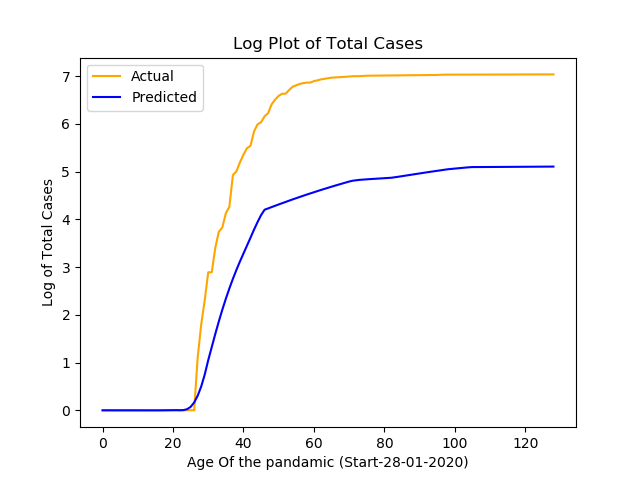 Log Plot of Total Cases
Actual
Predicted
7
6
5
4
3
2
1
0
Log of Total Cases
0 20 40 60 80 100 120
Age Of the pandamic (Start-28-01-2020)